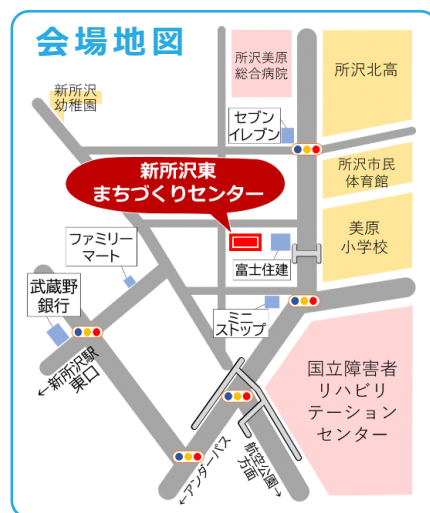 会場地図
所沢美原
総合病院
所沢北高
新所沢
幼稚園
セブン
イレブン
所沢市民
体育館
新所沢東
まちづくりセンター
美原
小学校
ファミリー
マート
富士住建
武蔵野
銀行
ミニ
ストップ
国立障害者
リハビリ
テーション
センター
←新所沢駅
東口
←アンダーパス
航空公園→
方面